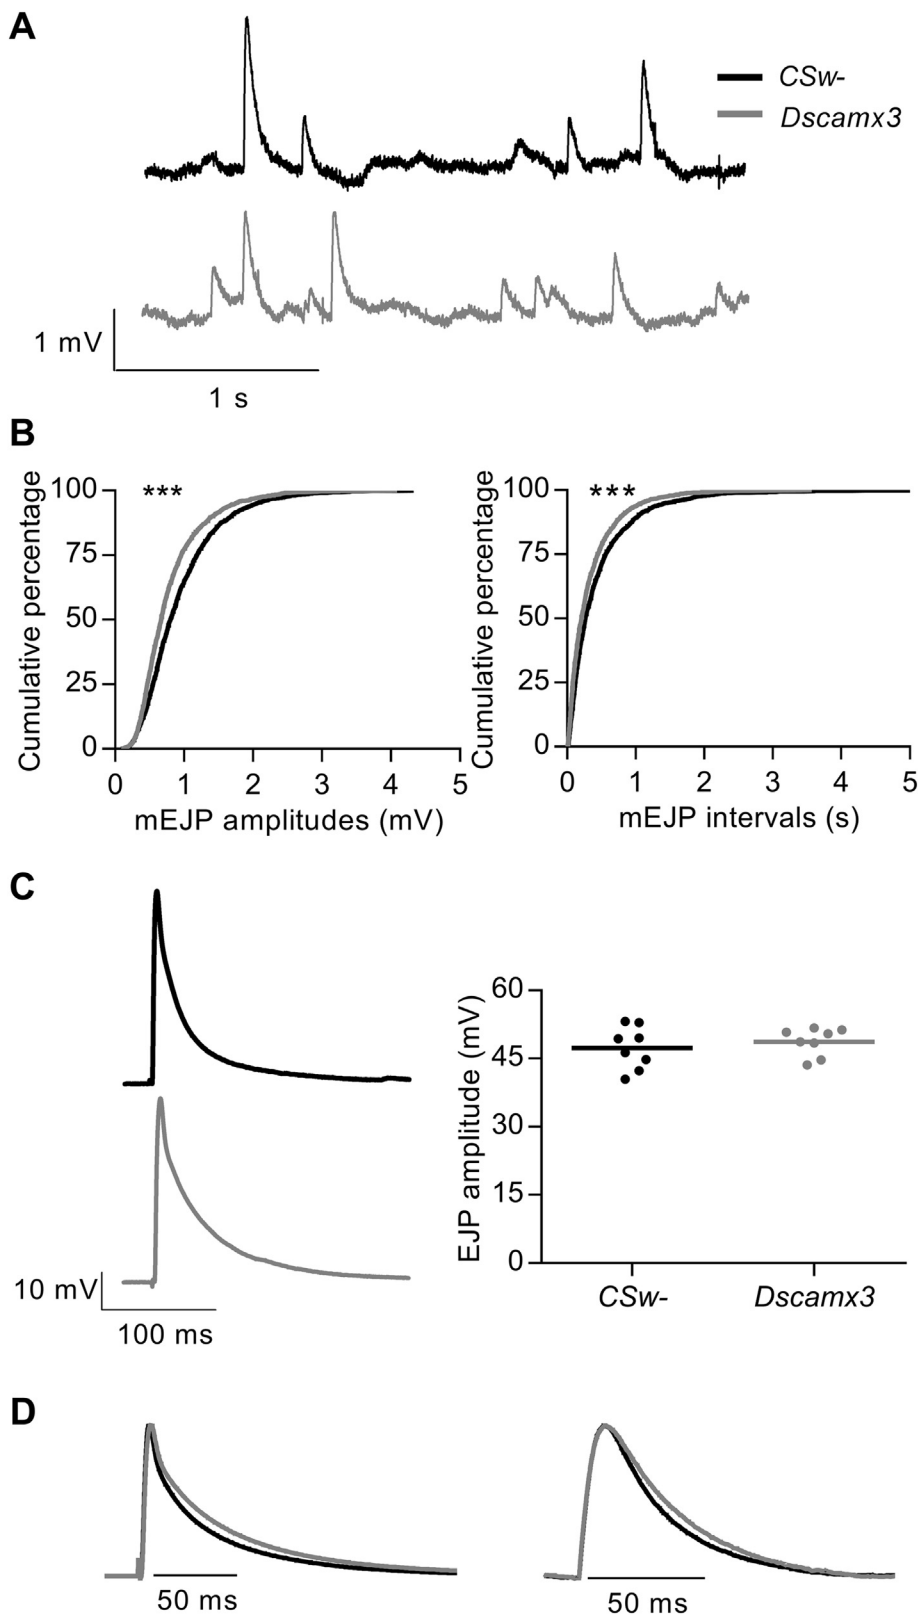 A
CSw-
Dscamx3
1 mV
1 s
B
Cumulative percentage
100
75
50
25
0
***
0 1 2 3 4 5
mEJP amplitudes (mV)
Cumulative percentage
100
75
50
25
0
***
0 1 2 3 4 5
mEJP intervals (s)
C
10 mV
100 ms
EJP amplitude (mV)
60
45
30
15
0
CSw- Dscamx3
D
50 ms
50 ms